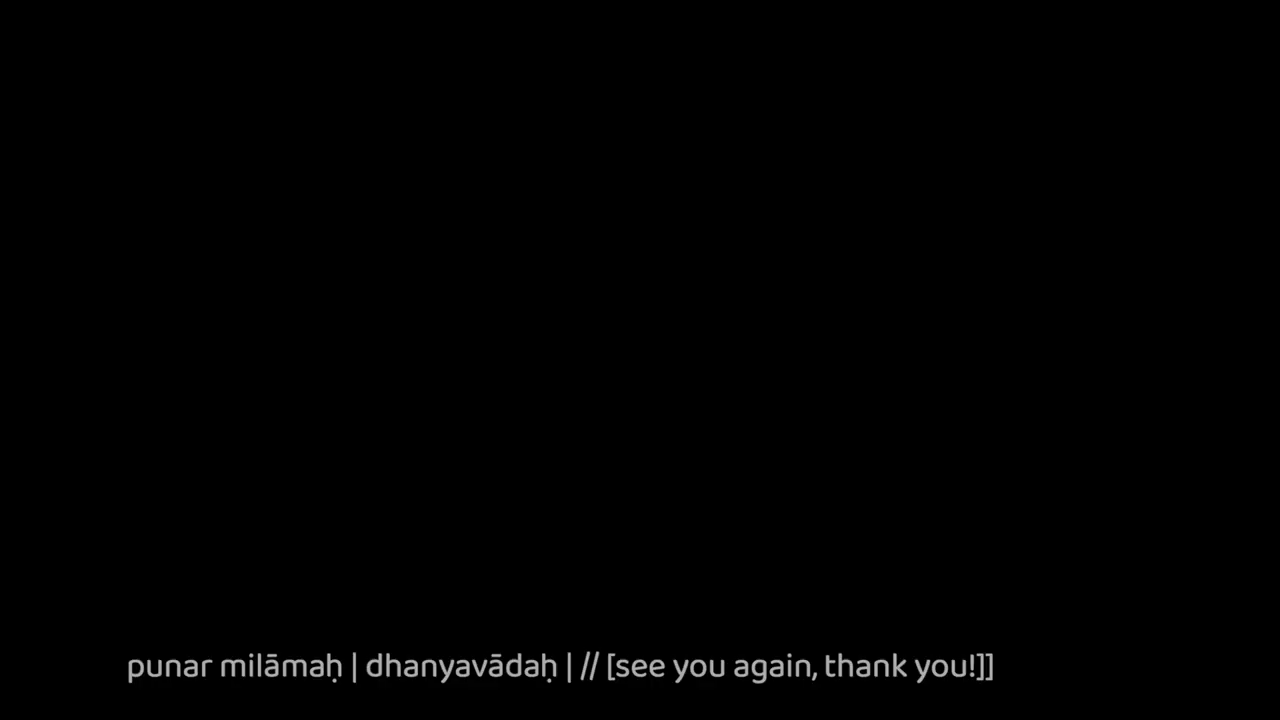 punar milāmaḥ | dhanyavādaḥ | // [see you again, thank you!]]